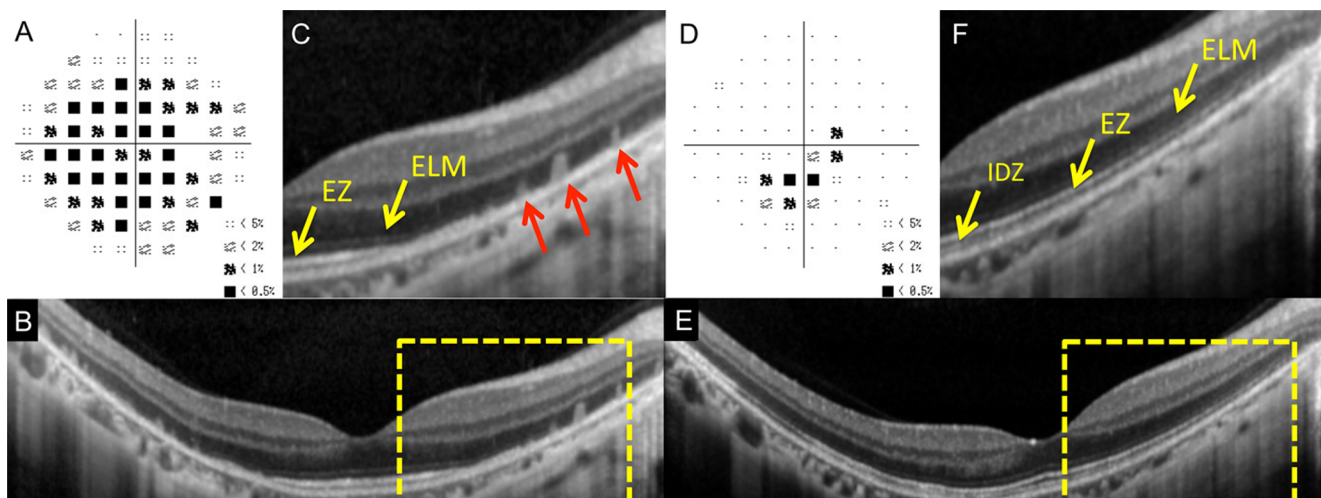 A
< 5%
< 2%
< 1%
< 0.5%
C
EZ
ELM
D
< 5%
< 2%
< 1%
< 0.5%
F
ELM
EZ
IDZ
B
E